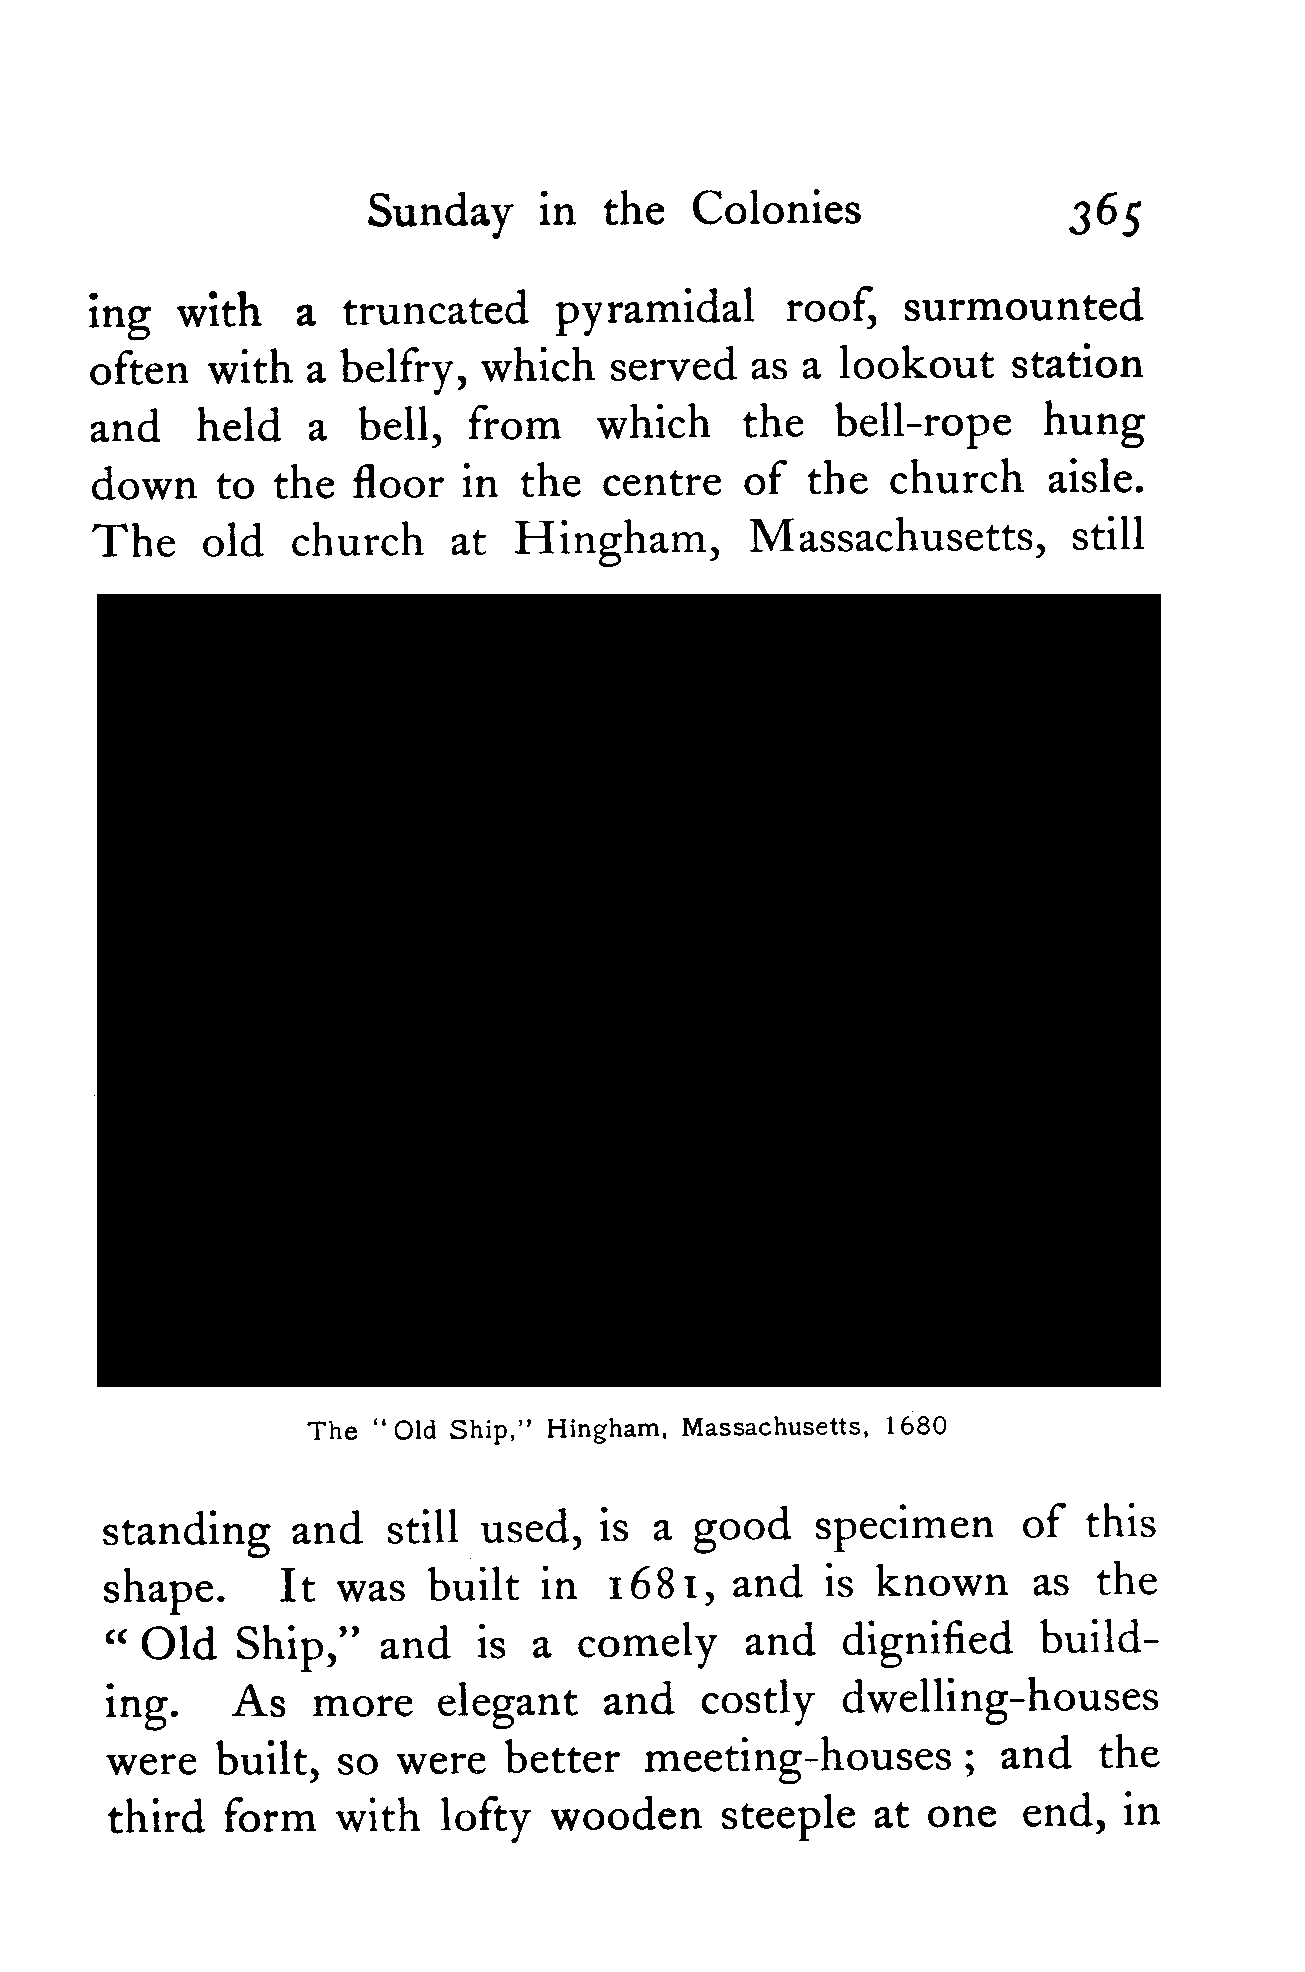 Sunday in the Colonies 365
ing with a truncated pyramidal roof, surmounted
often with a belfry, which served as a lookout station
and held a bell, from which the bell-rope hung
down to the floor in the centre of the church aisle.
The old church at Hingham, Massachusetts, still
The "Old Ship," Hingham, Massachusetts, 1680
standing and still used, is a good specimen of this
shape. It was built in 1681, and is known as the
"Old Ship," and is a comely and dignified build-
ing. As more elegant and costly dwelling-houses
were built, so were better meeting-houses; and the
third form with lofty wooden steeple at one end, in